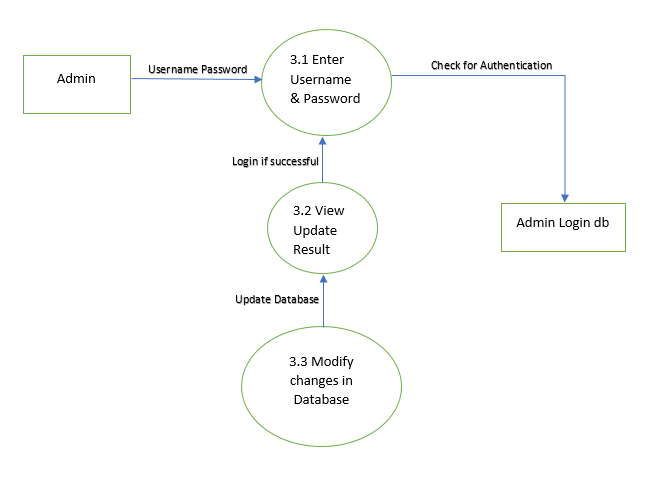 3.1 Enter
Username
& Password
Admin
Username Password
Check for Authentication
Login if successful
3.2 View
Update
Result
Admin Login db
Update Database
3.3 Modify
changes in
Database